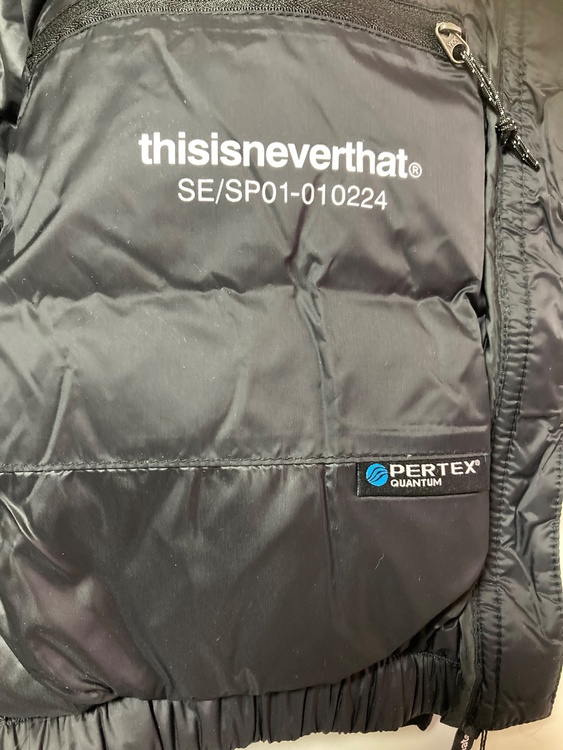 thisisneverthat®
SE/SP01-010224
PERTEX®
QUANTUM